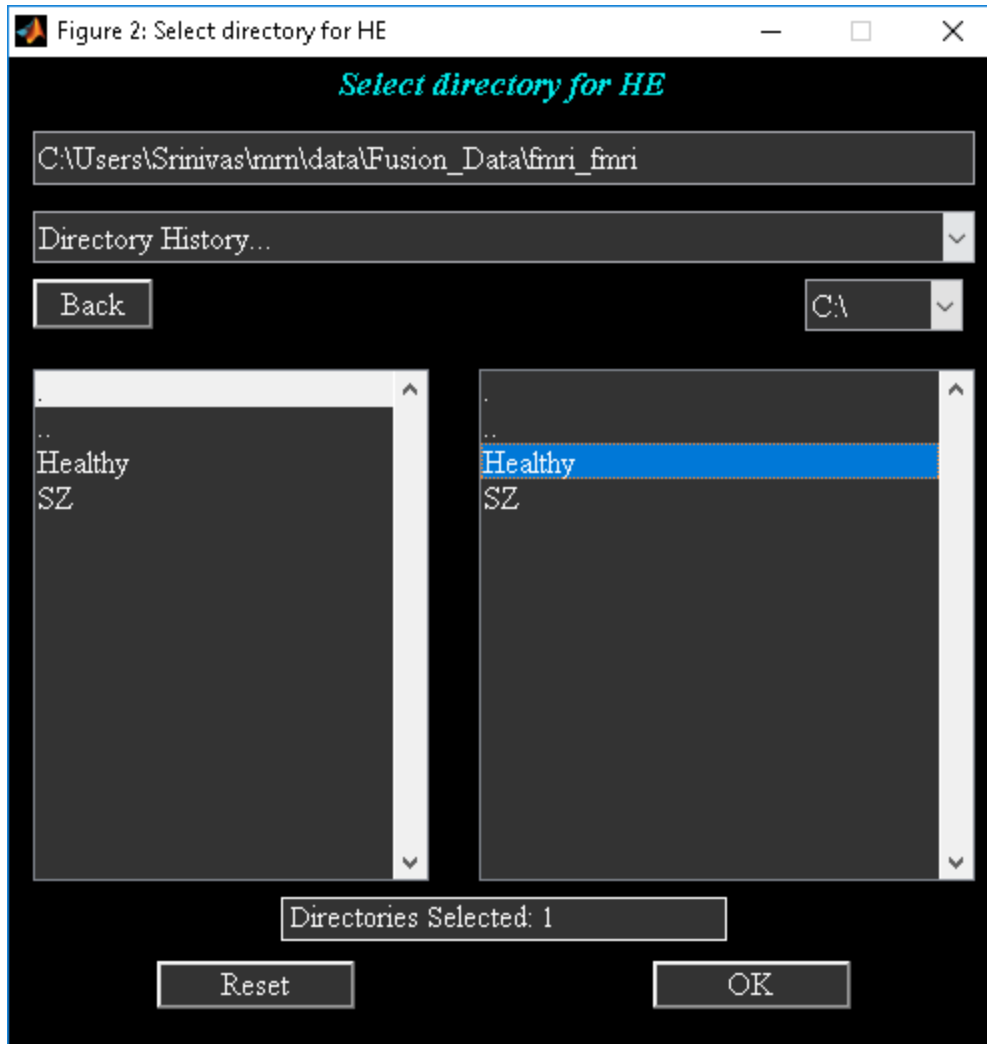 Figure 2: Select directory for HE
Select directory for HE
C:\Users\Srinivas\mrn\data\Fusion_Data\fmri_fmri
Directory History...
Back
C:\
.
..
Healthy
SZ
.
..
Healthy
SZ
Directories Selected: 1
Reset
OK